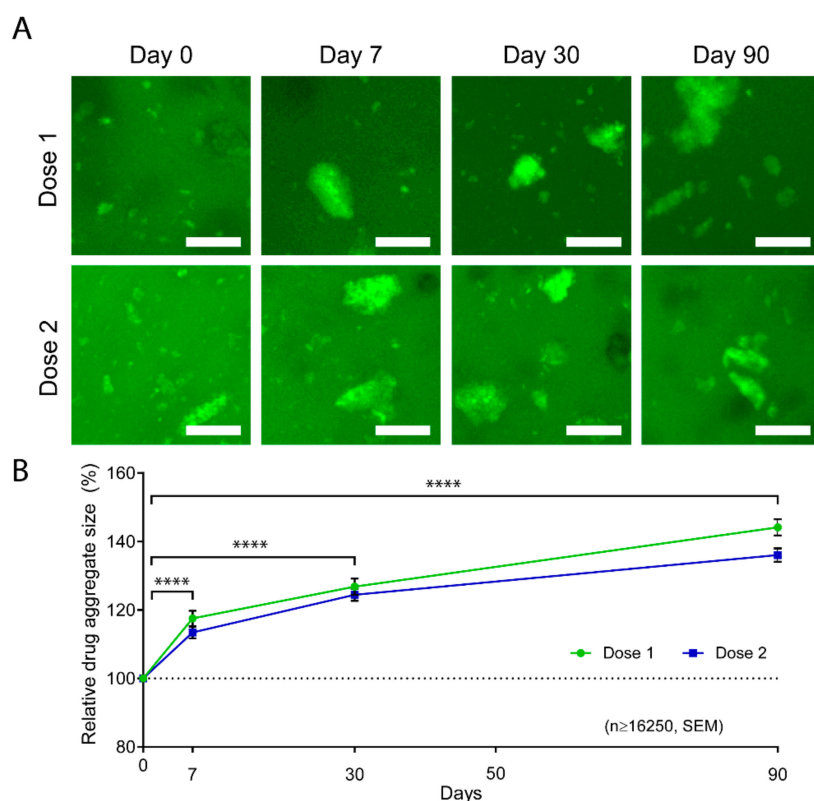 A
Day 0 Day 7 Day 30 Day 90
Dose 1
Dose 2
B
Relative drug aggregate size (%)
160
140
120
100
80
****
****
****
Dose 1 Dose 2
(n≥16250, SEM)
0 7 30 50 90
Days